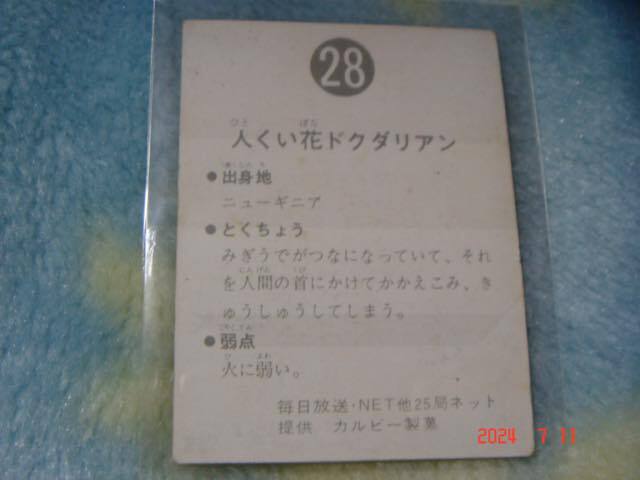 28
人くい花ドクダリアン
●出身地
ニューギニア
●とくちょう
みぎうでがつなになっていて、それ
を人間の首にかけてかかえこみ、き
ゅうしゅうしてしまう。
●弱点
火に弱い。
毎日放送・NET他25局ネット
提供 カルビー製菓
2024 7 11